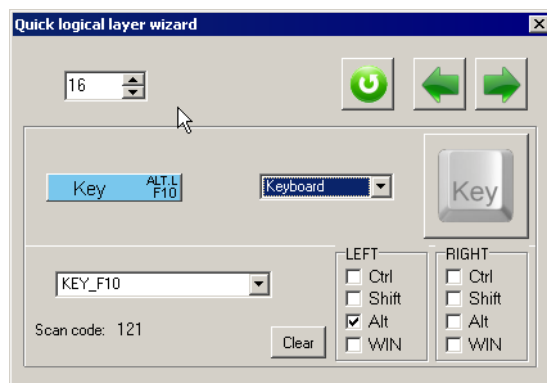 Quick logical layer wizard
16
Key ALT.L
F10
Keyboard
Key
KEY_F10
Scan code: 121
Clear
LEFT
Ctrl
Shift
Alt
WIN
RIGHT
Ctrl
Shift
Alt
WIN